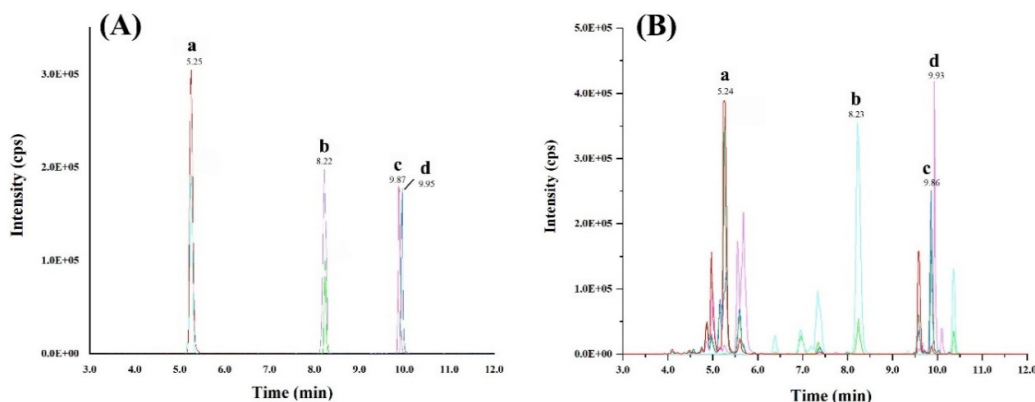 (A)
a
5.25
b
8.22
c
d
9.87
9.95
3.0E+05
2.0E+05
1.0E+05
0.0E+00
3.0 4.0 5.0 6.0 7.0 8.0 9.0 10.0 11.0 12.0
Intensity (cps)
Time (min)
(B)
a
5.24
b
8.23
c
9.86
d
9.93
5.0E+05
4.0E+05
3.0E+05
2.0E+05
1.0E+05
0.0E+00
3.0 4.0 5.0 6.0 7.0 8.0 9.0 10.0 11.0 12.0
Intensity (cps)
Time (min)